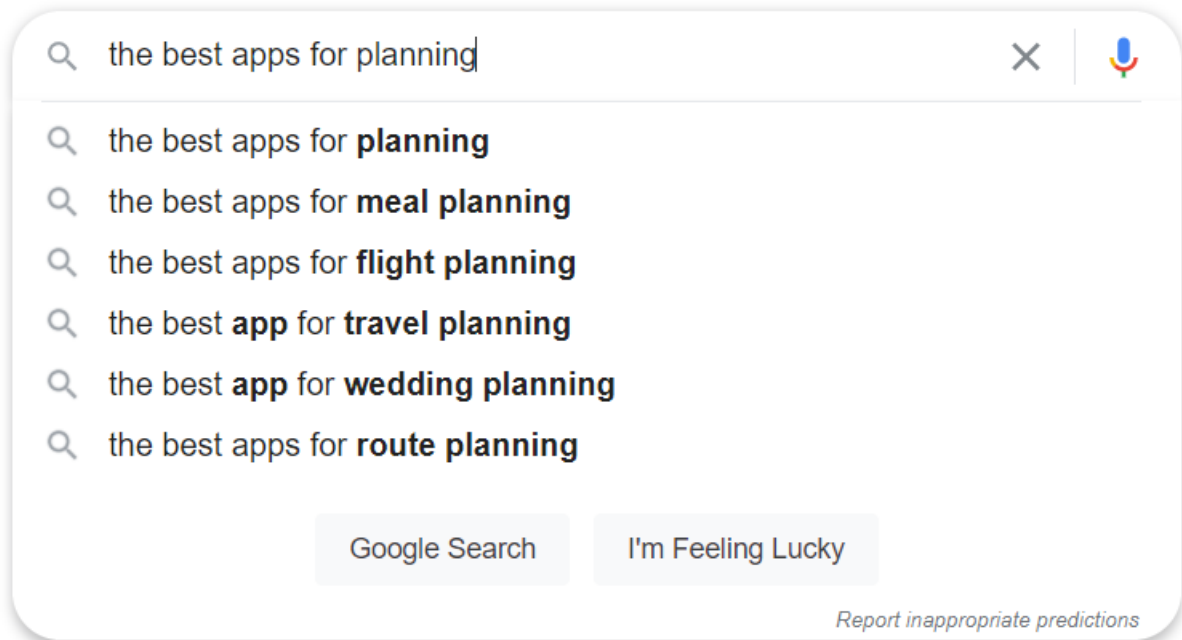 the best apps for planning
the best apps for planning
the best apps for meal planning
the best apps for flight planning
the best app for travel planning
the best app for wedding planning
the best apps for route planning
Google Search I'm Feeling Lucky
Report inappropriate predictions